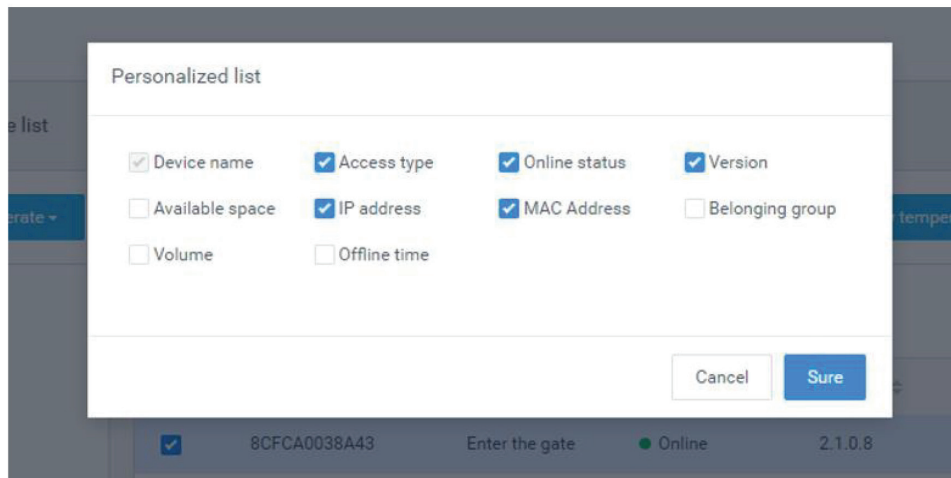 Personalized list
e list
Device name Access type Online status Version
Available space IP address MAC Address Belonging group
erate tempe
Volume Offline time
Cancel Sure
8CFCA0038A43 Enter the gate Online 2.1.0.8